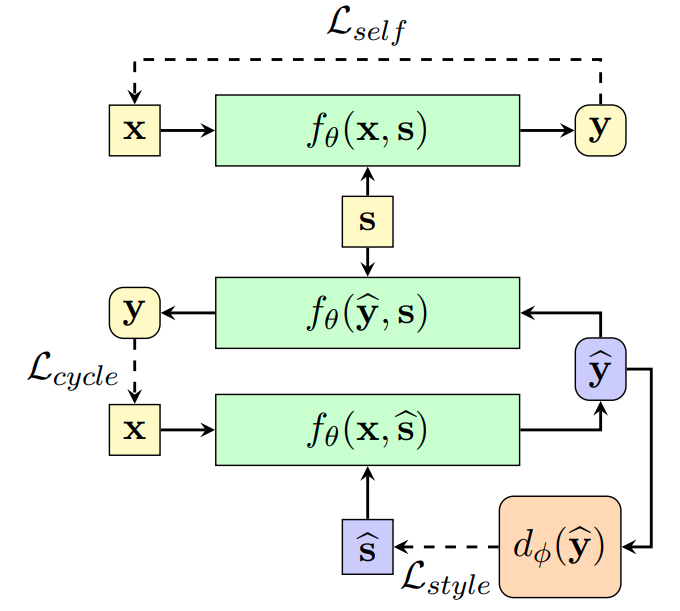 ℒ_self
x f_θ(x, s) y
s
y f_θ(ŷ, s)
ŷ
ℒ_cycle
x f_θ(x, ŝ)
ŝ d_ϕ(ŷ)
ℒ_style